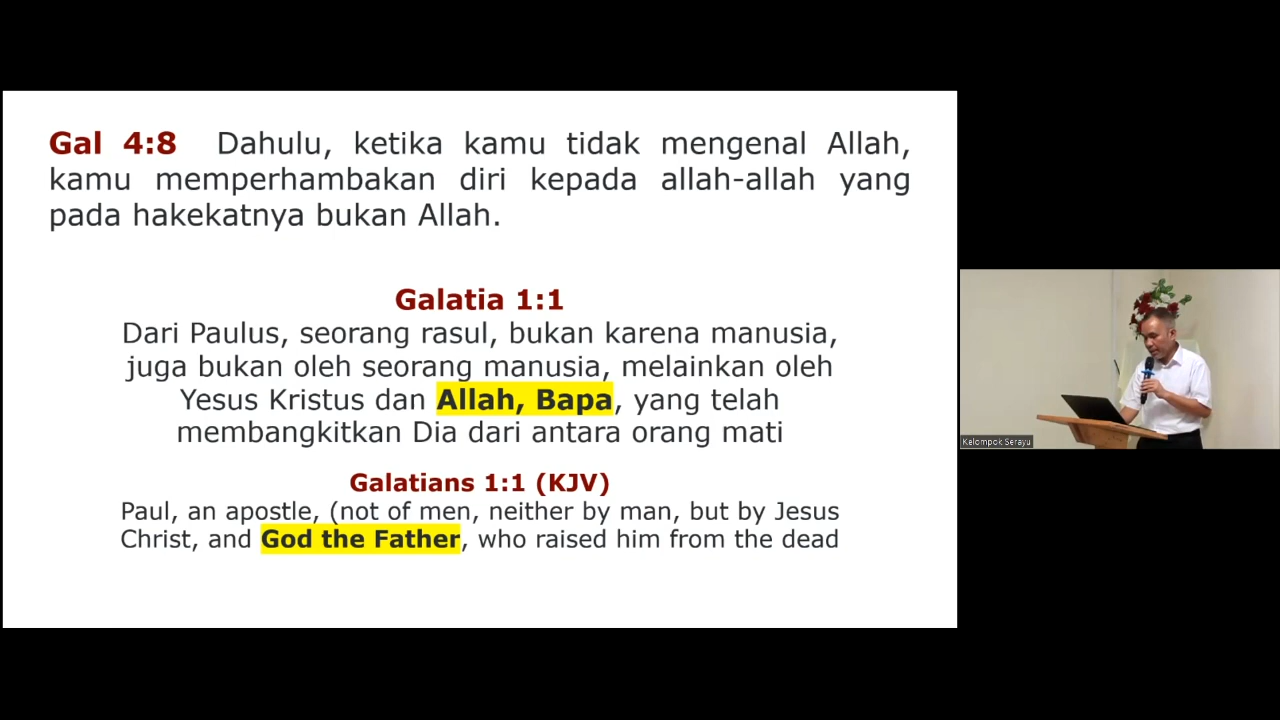 Gal 4:8 Dahulu, ketika kamu tidak mengenal Allah,
kamu memperhambakan diri kepada allah-allah yang
pada hakekatnya bukan Allah.
Galatia 1:1
Dari Paulus, seorang rasul, bukan karena manusia,
juga bukan oleh seorang manusia, melainkan oleh
Yesus Kristus dan Allah, Bapa, yang telah
membangkitkan Dia dari antara orang mati
Galatians 1:1 (KJV)
Paul, an apostle, (not of men, neither by man, but by Jesus
Christ, and God the Father, who raised him from the dead
Kelompok Serayu